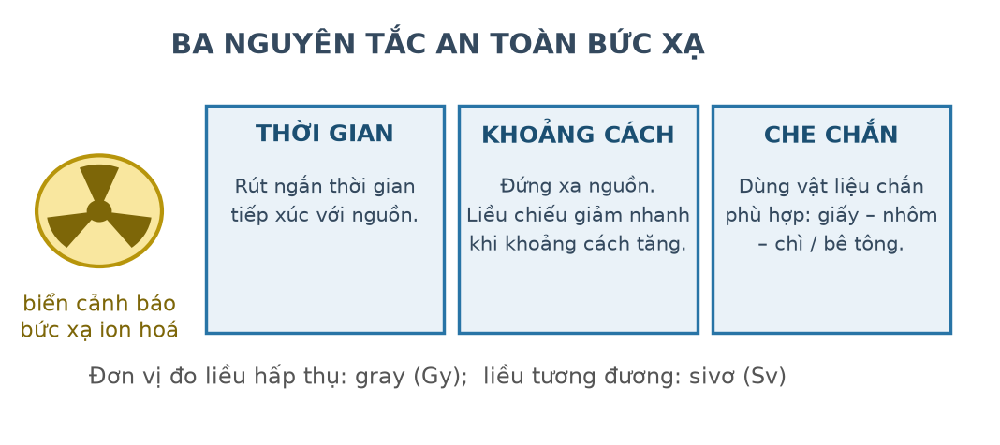 BA NGUYÊN TẮC AN TOÀN BỨC XẠ
THỜI GIAN
Rút ngắn thời gian
tiếp xúc với nguồn.
KHOẢNG CÁCH
Đứng xa nguồn.
Liều chiếu giảm nhanh
khi khoảng cách tăng.
CHE CHẮN
Dùng vật liệu chắn
phù hợp: giấy – nhôm
– chì / bê tông.
biển cảnh báo
bức xạ ion hoá
Đơn vị đo liều hấp thụ: gray (Gy);  liều tương đương: sivơ (Sv)